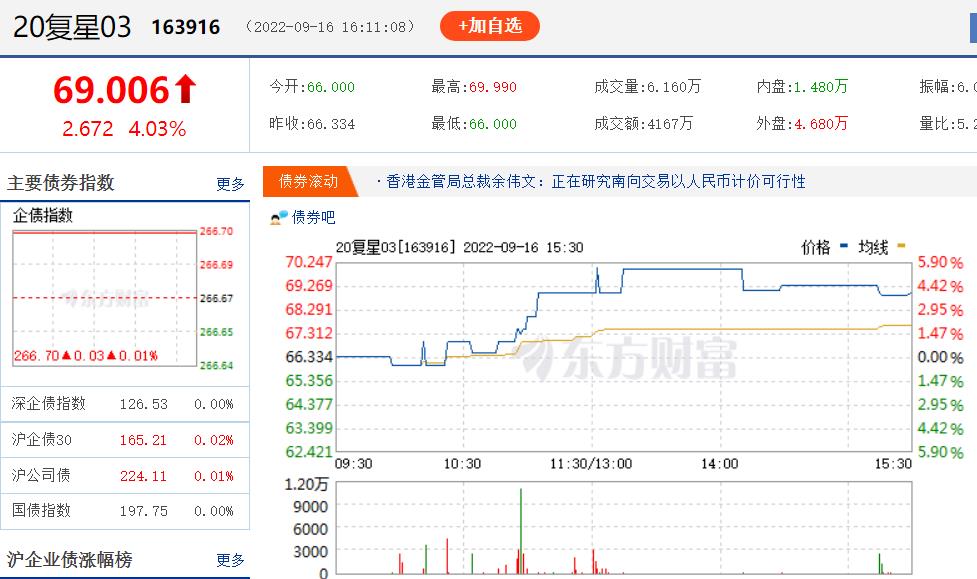 20复星03 163916 （2022-09-16 16:11:08） +加自选
69.006
2.672 4.03%
今开:66.000 最高:69.990 成交量:6.160万 内盘:1.480万 振幅:6.0
昨收:66.334 最低:66.000 成交额:4167万 外盘:4.680万 量比:5.2
主要债券指数 更多
企债指数
266.70
266.69
266.67
266.65
266.64
东方财富
266.70▲0.03▲0.01%
深企债指数 126.53 0.00%
沪企债30 165.21 0.02%
沪公司债 224.11 0.01%
国债指数 197.75 0.00%
沪企业债涨幅榜 更多
债券滚动 ·香港金管局总裁余伟文：正在研究南向交易以人民币计价可行性
债券吧
20复星03[163916] 2022-09-16 15:30 价格 均线
70.247 5.90%
69.269 4.42%
68.291 2.95%
67.312 1.47%
66.334 0.00%
65.356 1.47%
64.377 2.95%
63.399 4.42%
62.421 5.90%
东方财富
09:30 10:30 11:30/13:00 14:00 15:30
1.20万
9000
6000
3000
0